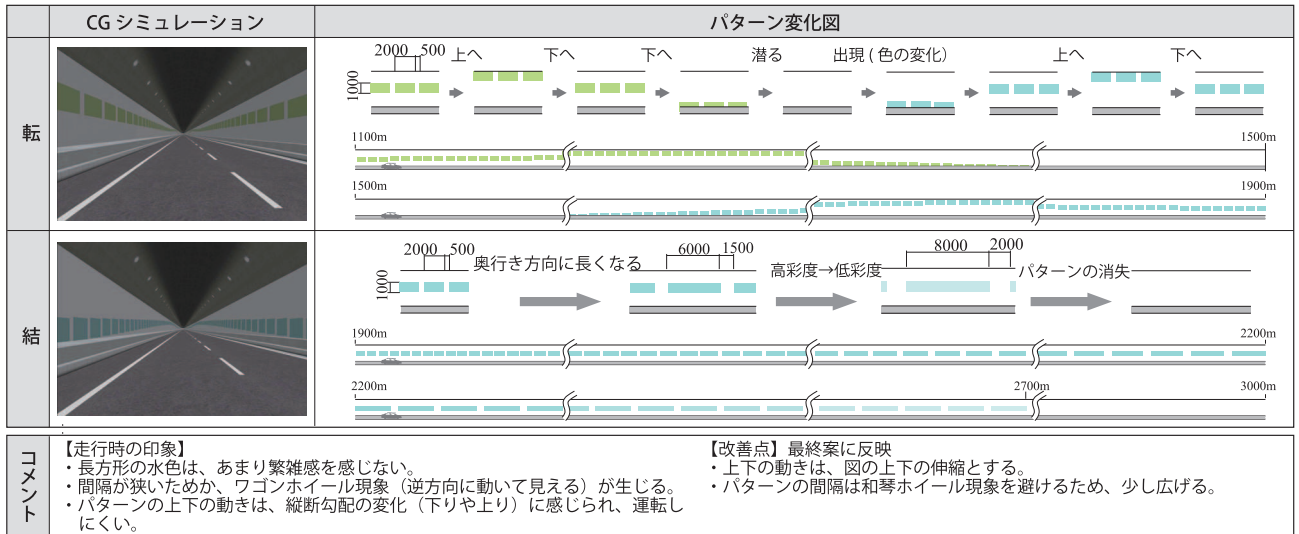 CG シミュレーション
パターン変化図
転
2000 500
1000
上へ
下へ
下へ
潜る
出現 ( 色の変化）
上へ
下へ
1100m
1500m
1500m
1900m
結
2000 500
1000
奥行き方向に長くなる
6000 1500
高彩度→低彩度
8000 2000
パターンの消失
1900m
2200m
2200m
2700m
3000m
コメント
【走行時の印象】
・長方形の水色は、あまり繁雑感を感じない。
・間隔が狭いためか、ワゴンホイール現象（逆方向に動いて見える）が生じる。
・パターンの上下の動きは、縦断勾配の変化（下りや上り）に感じられ、運転し
にくい。
【改善点】最終案に反映
・上下の動きは、図の上下の伸縮とする。
・パターンの間隔は和琴ホイール現象を避けるため、少し広げる。